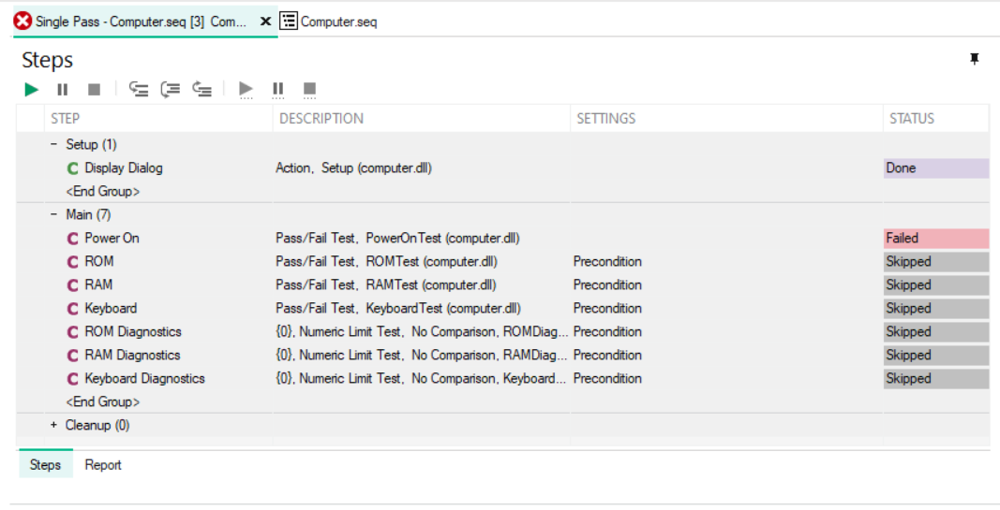 Single Pass - Computer.seq [3] Com... Computer.seq
Steps
STEP DESCRIPTION SETTINGS STATUS
− Setup (1)
C Display Dialog Action, Setup (computer.dll) Done
<End Group>
− Main (7)
C Power On Pass/Fail Test, PowerOnTest (computer.dll) Failed
C ROM Pass/Fail Test, ROMTest (computer.dll) Precondition Skipped
C RAM Pass/Fail Test, RAMTest (computer.dll) Precondition Skipped
C Keyboard Pass/Fail Test, KeyboardTest (computer.dll) Precondition Skipped
C ROM Diagnostics {0}, Numeric Limit Test, No Comparison, ROMDiag... Precondition Skipped
C RAM Diagnostics {0}, Numeric Limit Test, No Comparison, RAMDiag... Precondition Skipped
C Keyboard Diagnostics {0}, Numeric Limit Test, No Comparison, Keyboard... Precondition Skipped
<End Group>
+ Cleanup (0)
Steps Report